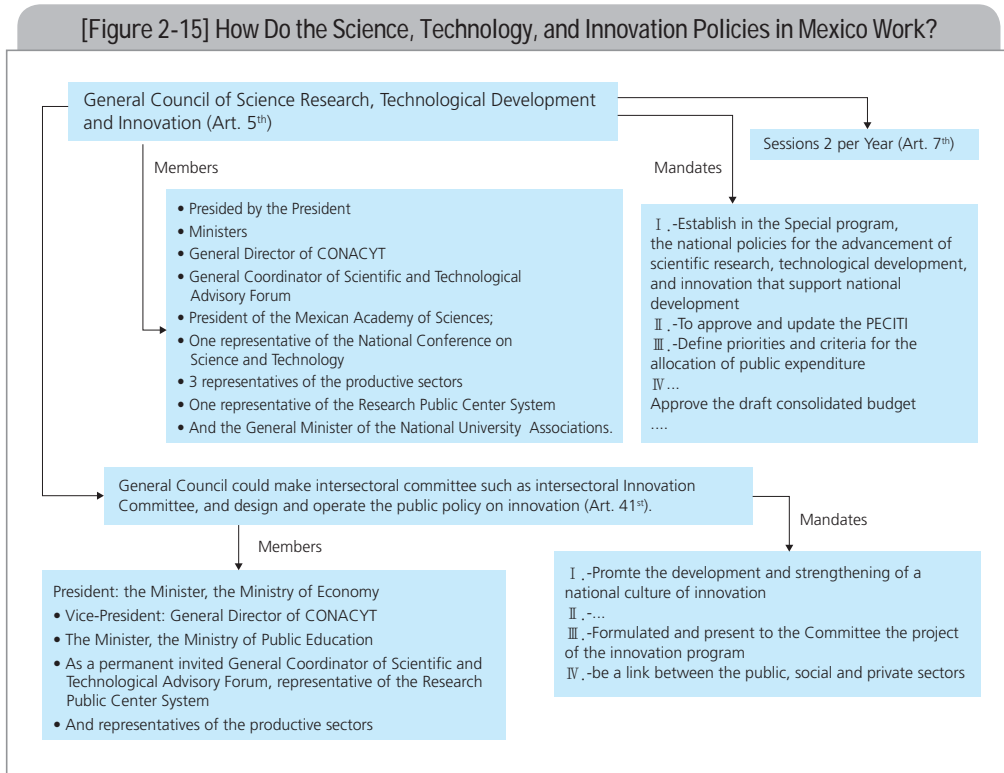 [Figure 2-15] How Do the Science, Technology, and Innovation Policies in Mexico Work?
General Council of Science Research, Technological Development
and Innovation (Art. 5th)
Sessions 2 per Year (Art. 7th)
Members
Mandates
• Presided by the President
• Ministers
• General Director of CONACYT
• General Coordinator of Scientific and Technological
Advisory Forum
• President of the Mexican Academy of Sciences;
• One representative of the National Conference on
Science and Technology
• 3 representatives of the productive sectors
• One representative of the Research Public Center System
• And the General Minister of the National University Associations.
Ⅰ.-Establish in the Special program,
the national policies for the advancement of
scientific research, technological development,
and innovation that support national
development
Ⅱ.-To approve and update the PECITI
Ⅲ.-Define priorities and criteria for the
allocation of public expenditure
Ⅳ...
Approve the draft consolidated budget
....
General Council could make intersectoral committee such as intersectoral Innovation
Committee, and design and operate the public policy on innovation (Art. 41st).
Members
Mandates
President: the Minister, the Ministry of Economy
• Vice-President: General Director of CONACYT
• The Minister, the Ministry of Public Education
• As a permanent invited General Coordinator of Scientific and
Technological Advisory Forum, representative of the Research
Public Center System
• And representatives of the productive sectors
Ⅰ.-Promte the development and strengthening of a
national culture of innovation
Ⅱ.-...
Ⅲ.-Formulated and present to the Committee the project
of the innovation program
Ⅳ.-be a link between the public, social and private sectors